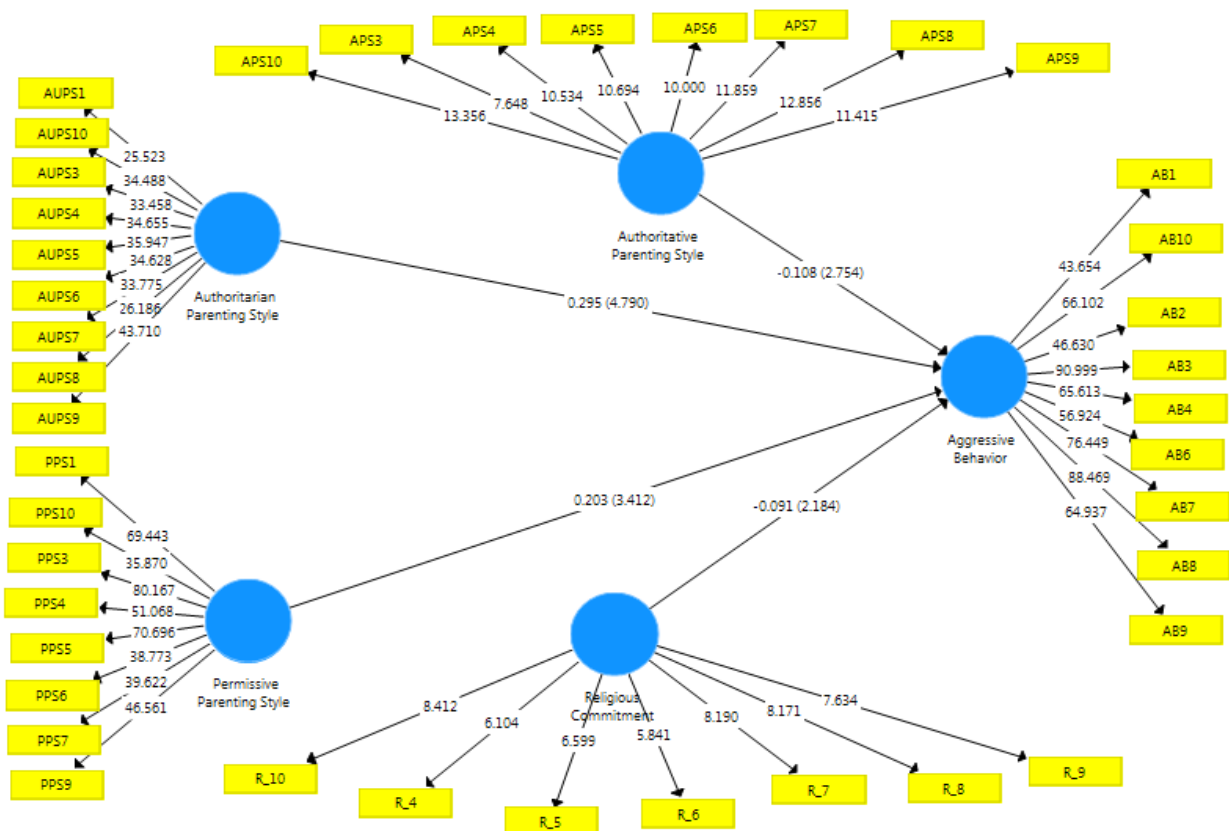 APS10
APS3
APS4
APS5
APS6
APS7
APS8
APS9
13.356
7.648
10.534
10.694
10.000
11.859
12.856
11.415
Authoritative
Parenting Style
AUPS1
AUPS10
AUPS3
AUPS4
AUPS5
AUPS6
AUPS7
AUPS8
AUPS9
25.523
34.488
33.458
34.655
35.947
34.628
33.775
26.186
43.710
Authoritarian
Parenting Style
-0.108 (2.754)
0.295 (4.790)
0.203 (3.412)
-0.091 (2.184)
Aggressive
Behavior
43.654
66.102
46.630
90.999
65.613
56.924
76.449
88.469
64.937
AB1
AB10
AB2
AB3
AB4
AB6
AB7
AB8
AB9
PPS1
PPS10
PPS3
PPS4
PPS5
PPS6
PPS7
PPS9
69.443
35.870
80.167
51.068
70.696
38.773
39.622
46.561
Permissive
Parenting Style
Religious
Commitment
8.412
6.104
6.599
5.841
8.190
8.171
7.634
R_10
R_4
R_5
R_6
R_7
R_8
R_9